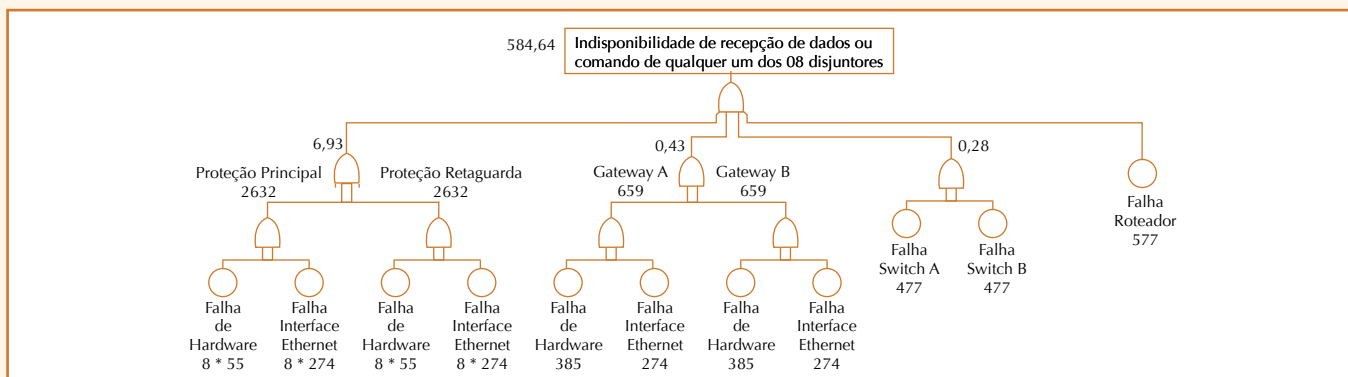 584,64
Indisponibilidade de recepção de dados ou
comando de qualquer um dos 08 disjuntores
6,93
0,43
0,28
Proteção Principal
2632
Proteção Retaguarda
2632
Gateway A
659
Gateway B
659
Falha
Roteador
577
Falha
Switch A
477
Falha
Switch B
477
Falha
de
Hardware
8 * 55
Falha
Interface
Ethernet
8 * 274
Falha
de
Hardware
8 * 55
Falha
Interface
Ethernet
8 * 274
Falha
de
Hardware
385
Falha
Interface
Ethernet
274
Falha
de
Hardware
385
Falha
Interface
Ethernet
274